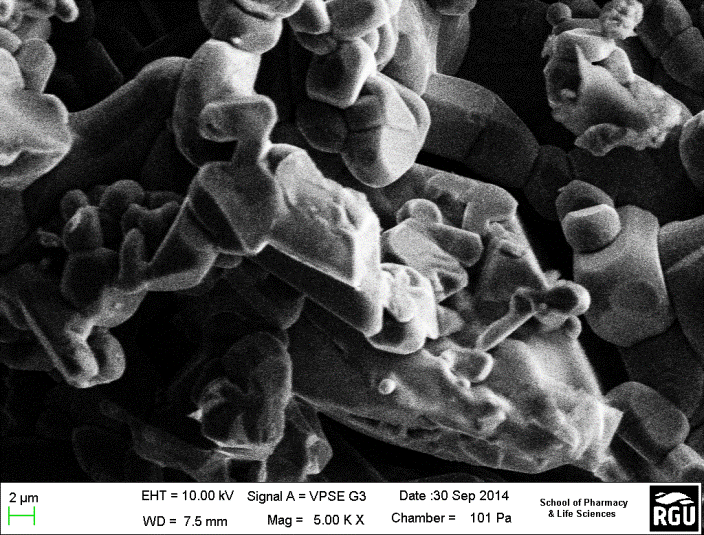 2 µm
EHT = 10.00 kV Signal A = VPSE G3 Date :30 Sep 2014
WD = 7.5 mm Mag = 5.00 K X Chamber = 101 Pa
School of Pharmacy
& Life Sciences
RGU